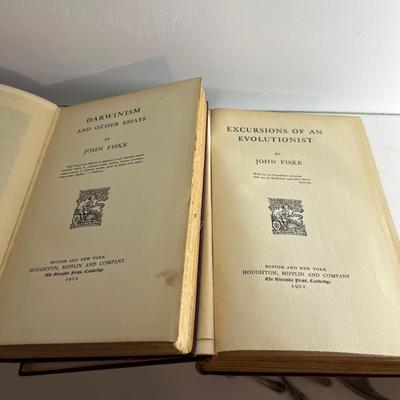 DARWINISM
AND OTHER ESSAYS
BY
JOHN FISKE
BOSTON AND NEW YORK
HOUGHTON, MIFFLIN AND COMPANY
The Riverside Press, Cambridge
1902
EXCURSIONS OF AN
EVOLUTIONIST
BY
JOHN FISKE
BOSTON AND NEW YORK
HOUGHTON, MIFFLIN AND COMPANY
The Riverside Press, Cambridge
1902